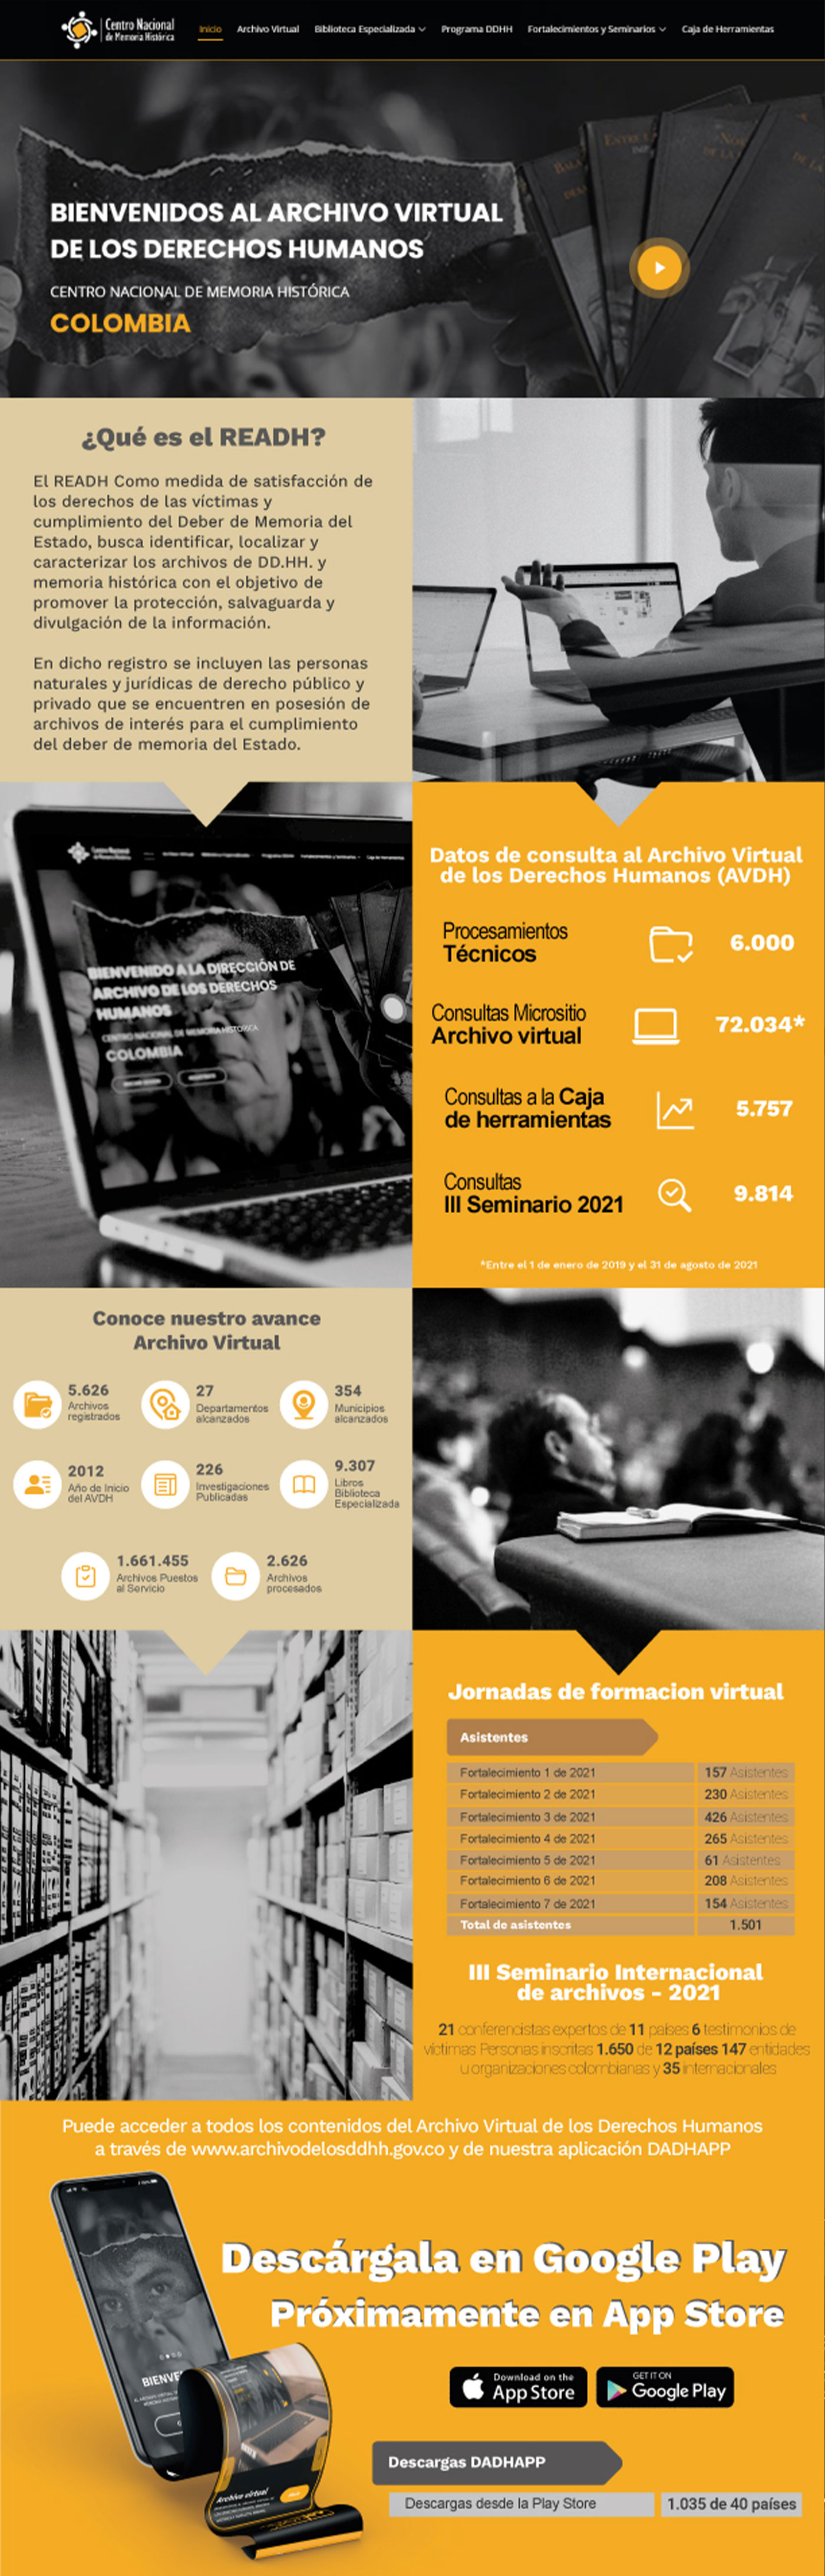 Centro Nacional
de Memoria Histórica
Inicio
Archivo Virtual
Biblioteca Especializada
Programa DDHH
Fortalecimientos y Seminarios
Caja de Herramientas
BIENVENIDOS AL ARCHIVO VIRTUAL
DE LOS DERECHOS HUMANOS
CENTRO NACIONAL DE MEMORIA HISTÓRICA
COLOMBIA
¿Qué es el READH?
El READH Como medida de satisfacción de
los derechos de las víctimas y
cumplimiento del Deber de Memoria del
Estado, busca identificar, localizar y
caracterizar los archivos de DD.HH. y
memoria histórica con el objetivo de
promover la protección, salvaguarda y
divulgación de la información.
En dicho registro se incluyen las personas
naturales y jurídicas de derecho público y
privado que se encuentren en posesión de
archivos de interés para el cumplimiento
del deber de memoria del Estado.
BIENVENIDO A LA DIRECCIÓN DE
ARCHIVO DE LOS DERECHOS
HUMANOS
CENTRO NACIONAL DE MEMORIA HISTÓRICA
COLOMBIA
Datos de consulta al Archivo Virtual
de los Derechos Humanos (AVDH)
Procesamientos
Técnicos
6.000
Consultas Micrositio
Archivo virtual
72.034*
Consultas a la Caja
de herramientas
5.757
Consultas
III Seminario 2021
9.814
*Entre el 1 de enero de 2019 y el 31 de agosto de 2021
Conoce nuestro avance
Archivo Virtual
5.626
Archivos
registrados
27
Departamentos
alcanzados
354
Municipios
alcanzados
2012
Año de Inicio
del AVDH
226
Investigaciones
Publicadas
9.307
Libros
Biblioteca
Especializada
1.661.455
Archivos Puestos
al Servicio
2.626
Archivos
procesados
Jornadas de formacion virtual
Asistentes
Fortalecimiento 1 de 2021 157 Asistentes
Fortalecimiento 2 de 2021 230 Asistentes
Fortalecimiento 3 de 2021 426 Asistentes
Fortalecimiento 4 de 2021 265 Asistentes
Fortalecimiento 5 de 2021 61 Asistentes
Fortalecimiento 6 de 2021 208 Asistentes
Fortalecimiento 7 de 2021 154 Asistentes
Total de asistentes 1.501
III Seminario Internacional
de archivos - 2021
21 conferencistas expertos de 11 países 6 testimonios de
víctimas Personas inscritas 1.650 de 12 países 147 entidades
u organizaciones colombianas y 35 internacionales
Puede acceder a todos los contenidos del Archivo Virtual de los Derechos Humanos
a través de www.archivodelosddhh.gov.co y de nuestra aplicación DADHAPP
Descárgala en Google Play
Próximamente en App Store
BIENVE
Archivo virtual
Download on the
App Store
GET IT ON
Google Play
Descargas DADHAPP
Descargas desde la Play Store 1.035 de 40 países